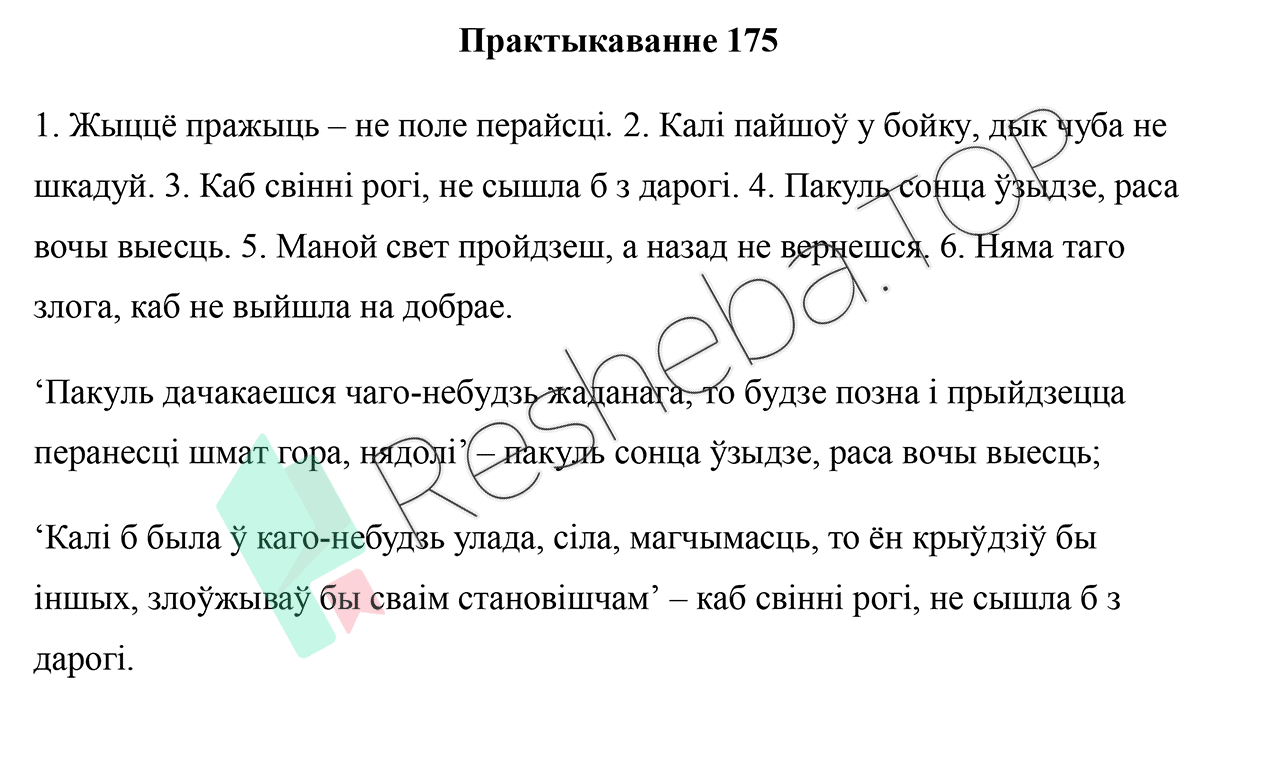 Практыкаванне 175
1. Жыццё пражыць – не поле перайсці. 2. Калі пайшоў у бойку, дык чуба не
шкадуй. 3. Каб свінні рогі, не сышла б з дарогі. 4. Пакуль сонца ўзыдзе, раса
вочы выесць. 5. Маной свет пройдзеш, а назад не вернешся. 6. Няма таго
злога, каб не выйшла на добрае.
‘Пакуль дачакаешся чаго-небудзь жаданага, то будзе позна і прыйдзецца
перанесці шмат гора, нядолі’ – пакуль сонца ўзыдзе, раса вочы выесць;
‘Калі б была ў каго-небудзь улада, сіла, магчымасць, то ён крыўдзіў бы
іншых, злоўжываў бы сваім становішчам’ – каб свінні рогі, не сышла б з
дарогі.
Resheba.TOP